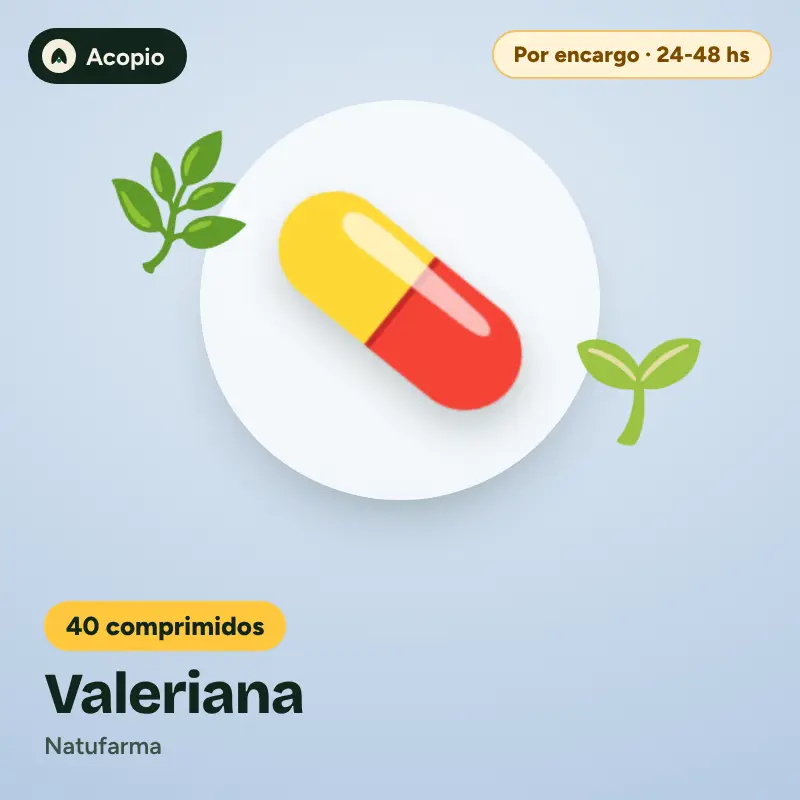 Acopio
Por encargo · 24-48 hs
40 comprimidos
Valeriana
Natufarma